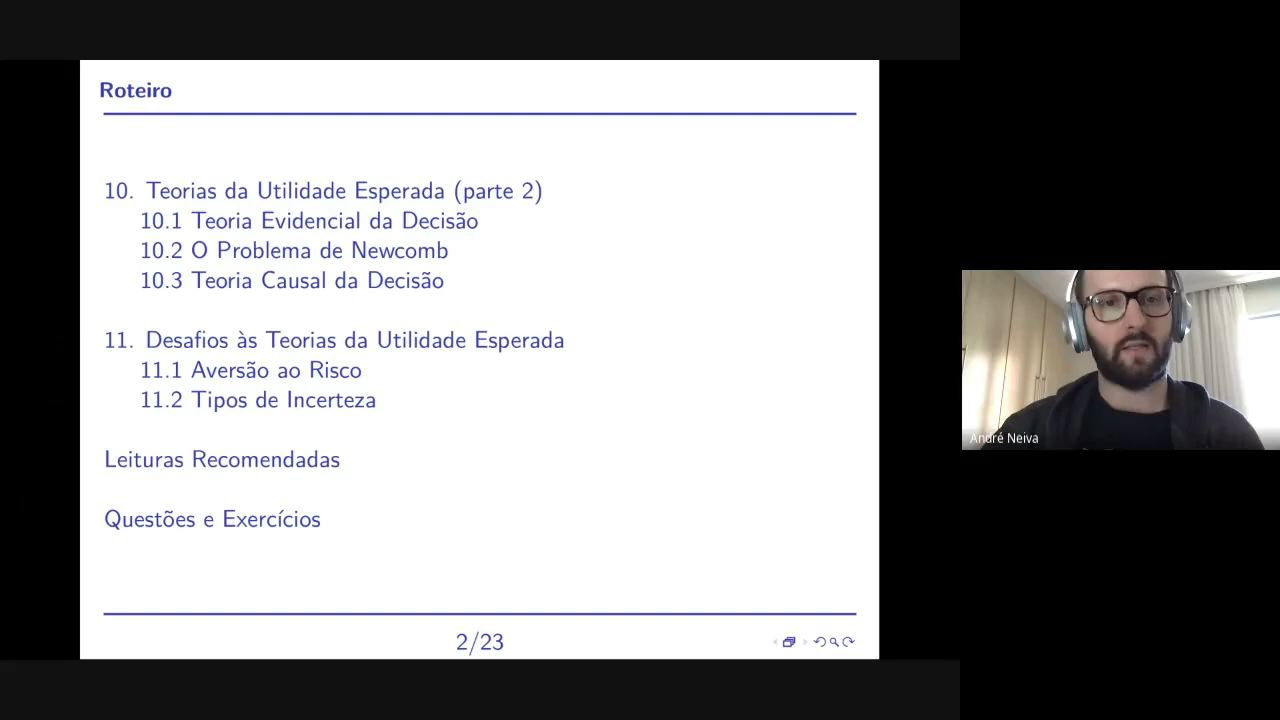 Roteiro
10. Teorias da Utilidade Esperada (parte 2)
10.1 Teoria Evidencial da Decisão
10.2 O Problema de Newcomb
10.3 Teoria Causal da Decisão
11. Desafios às Teorias da Utilidade Esperada
11.1 Aversão ao Risco
11.2 Tipos de Incerteza
Leituras Recomendadas
Questões e Exercícios
2/23
André Neiva